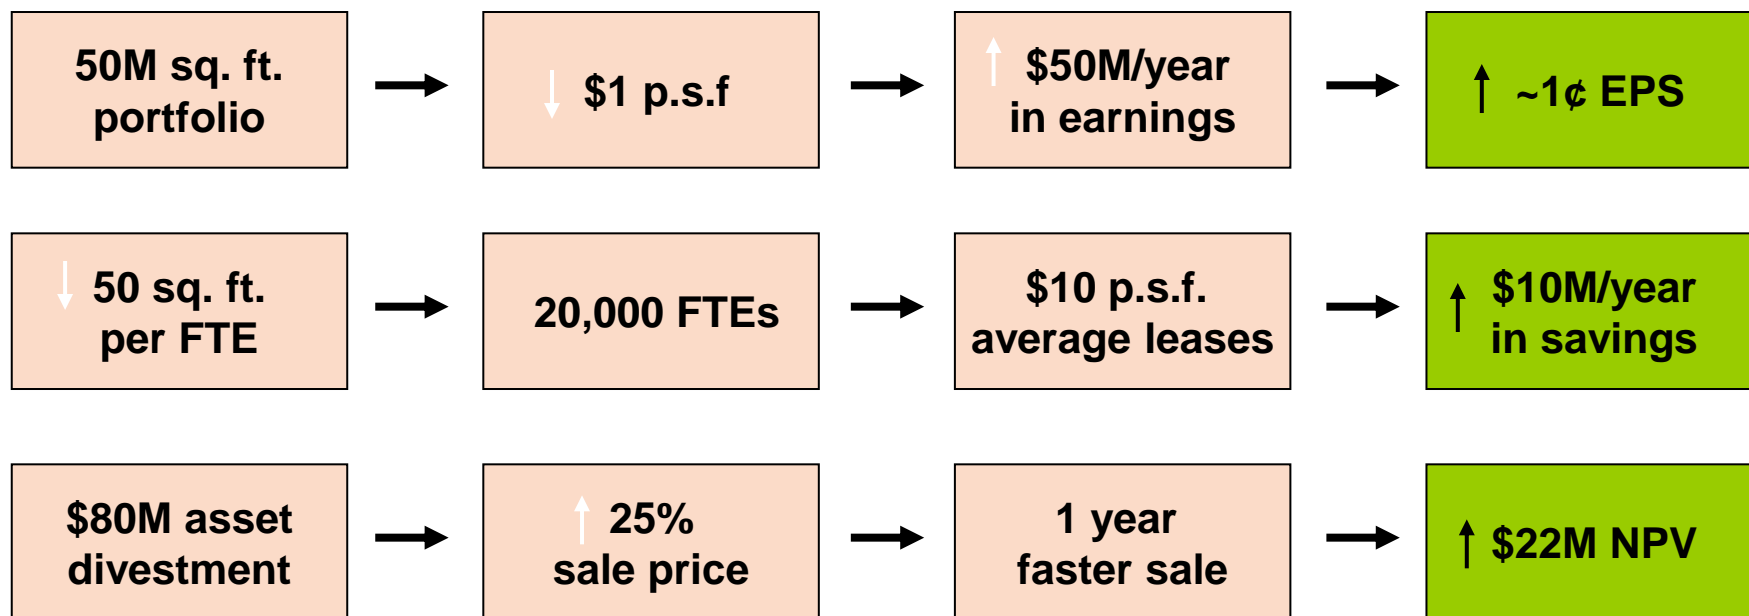 50M sq. ft.
portfolio
$1 p.s.f
$50M/year
in earnings
~1¢ EPS
50 sq. ft.
per FTE
20,000 FTEs
$10 p.s.f.
average leases
$10M/year
in savings
$80M asset
divestment
25%
sale price
1 year
faster sale
$22M NPV